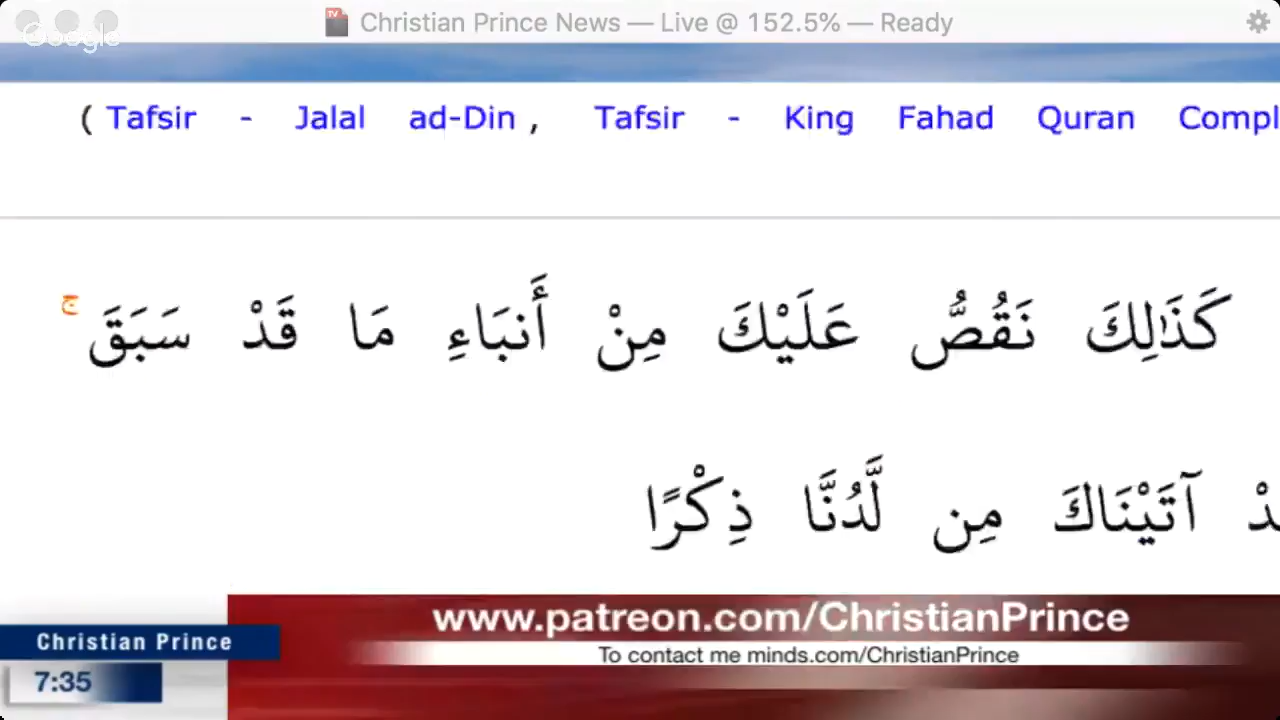 Christian Prince News — Live @ 152.5% — Ready
Google
( Tafsir - Jalal ad-Din , Tafsir - King Fahad Quran Compl
كَذَٰلِكَ نَقُصُّ عَلَيْكَ مِنْ أَنبَاءِ مَا قَدْ سَبَقَ ۚ
دْ آتَيْنَاكَ مِن لَّدُنَّا ذِكْرًا
www.patreon.com/ChristianPrince
Christian Prince
To contact me minds.com/ChristianPrince
7:35